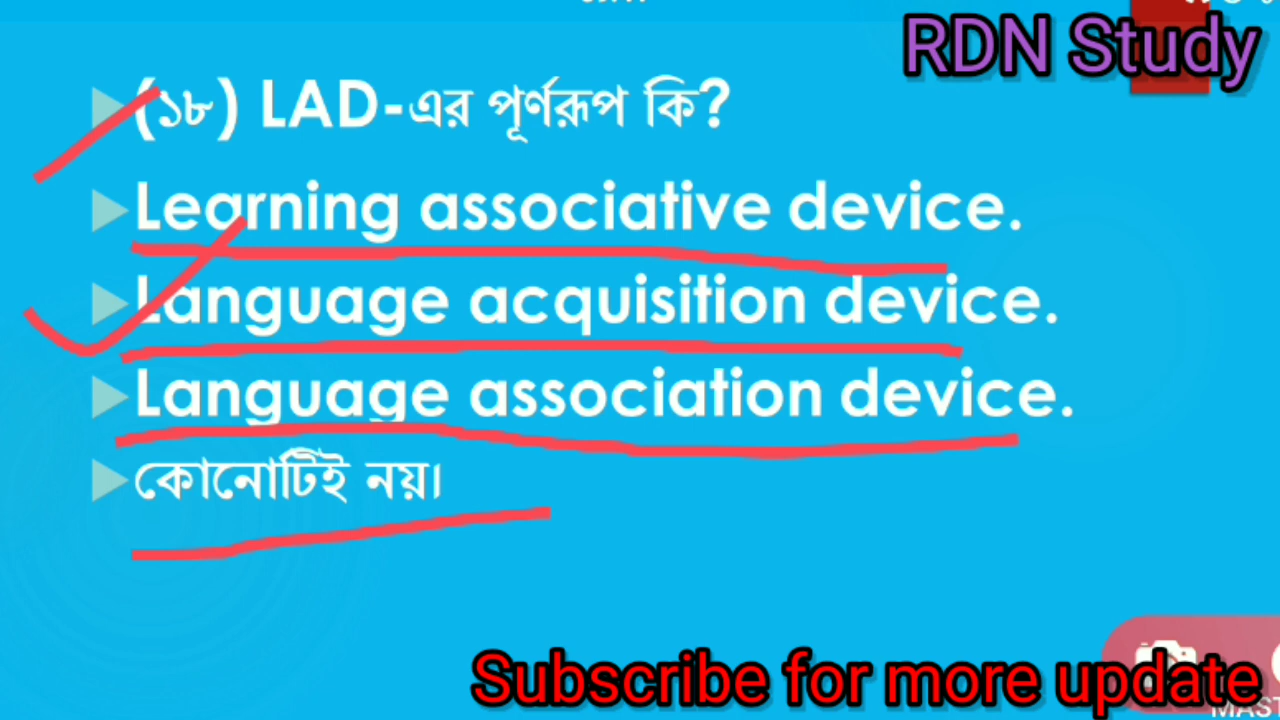 RDN Study
(১৮) LAD-এর পূর্ণরূপ কি?
Learning associative device.
Language acquisition device.
Language association device.
কোনোটিই নয়।
Subscribe for more update